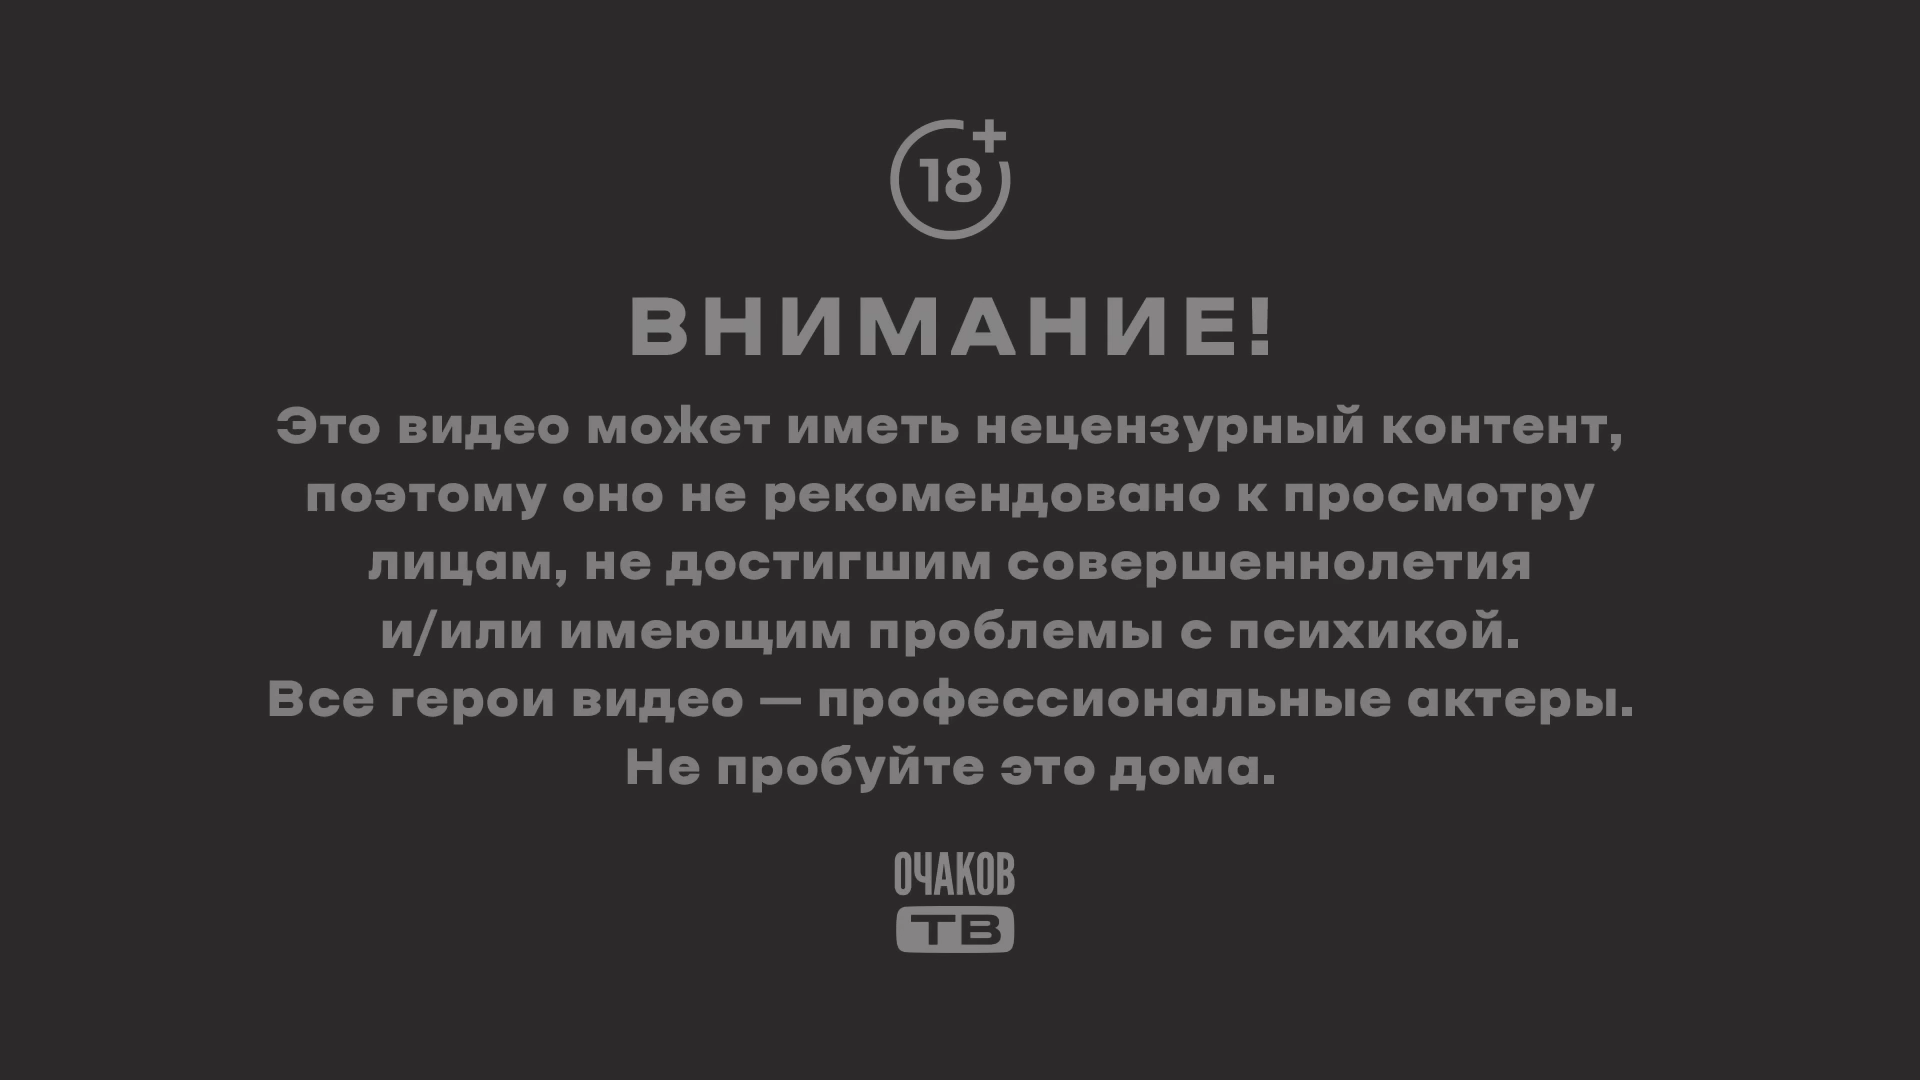 18+
ВНИМАНИЕ!
Это видео может иметь нецензурный контент,
поэтому оно не рекомендовано к просмотру
лицам, не достигшим совершеннолетия
и/или имеющим проблемы с психикой.
Все герои видео — профессиональные актеры.
Не пробуйте это дома.
ОЧАКОВ
ТВ